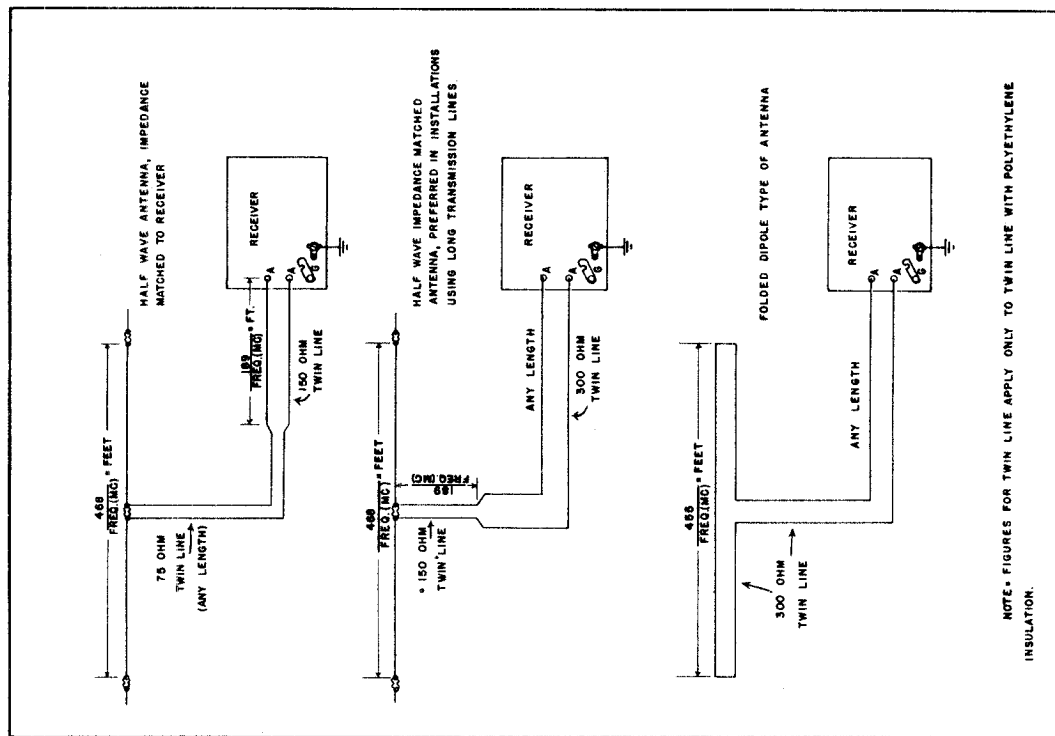 HALF WAVE ANTENNA, IMPEDANCE
MATCHED TO RECEIVER
468
FREQ.(MC) = FEET
75 OHM
TWIN LINE
(ANY LENGTH)
189
FREQ.(MC) = FT.
150 OHM
TWIN LINE
RECEIVER
A
A
G
HALF WAVE IMPEDANCE MATCHED
ANTENNA, PREFERRED IN INSTALLATIONS
USING LONG TRANSMISSION LINES.
468
FREQ.(MC) = FEET
189
FREQ.(MC)
150 OHM
TWIN LINE
ANY LENGTH
300 OHM
TWIN LINE
RECEIVER
A
A
G
FOLDED DIPOLE TYPE OF ANTENNA
456
FREQ.(MC) = FEET
300 OHM
TWIN LINE
ANY LENGTH
RECEIVER
A
A
G
NOTE = FIGURES FOR TWIN LINE APPLY ONLY TO TWIN LINE WITH POLYETHYLENE
INSULATION.